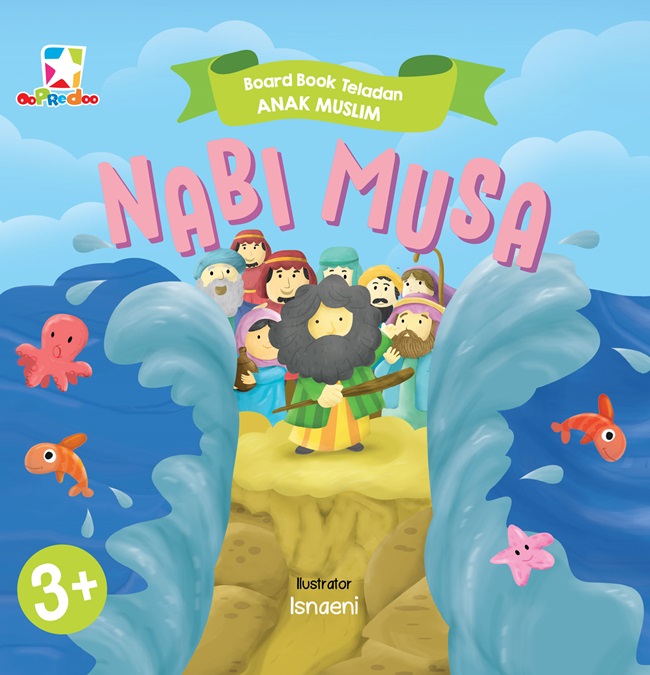 OOPREdoo
Board Book Teladan
ANAK MUSLIM
NABI MUSA
3+
Ilustrator
Isnaeni